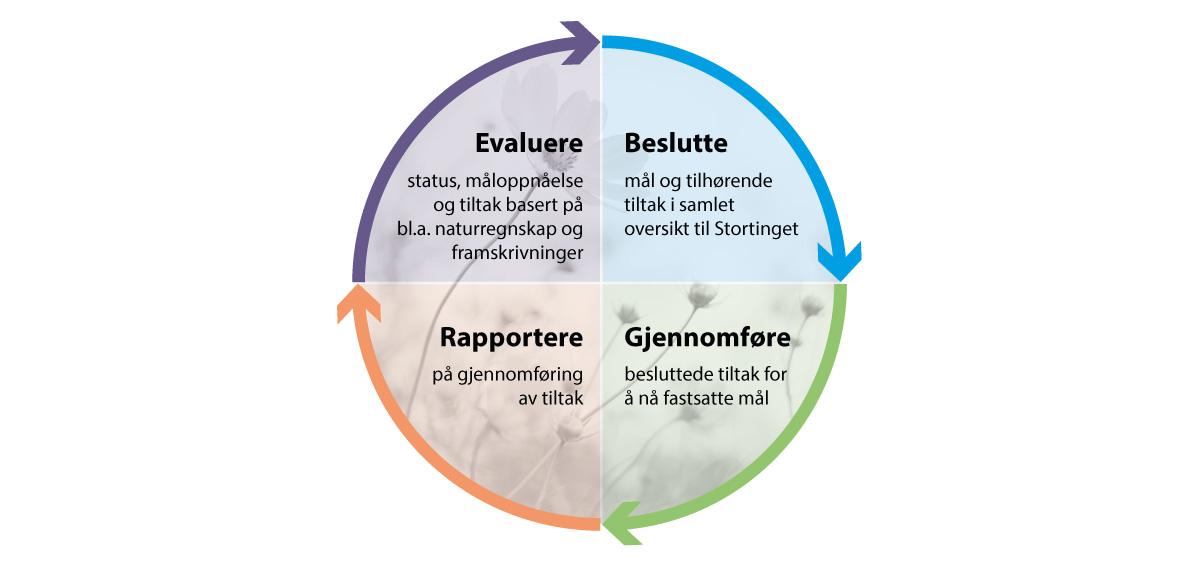 Evaluere
status, måloppnåelse
og tiltak basert på
bl.a. naturregnskap og
framskrivninger
Beslutte
mål og tilhørende
tiltak i samlet
oversikt til Stortinget
Rapportere
på gjennomføring
av tiltak
Gjennomføre
besluttede tiltak for
å nå fastsatte mål